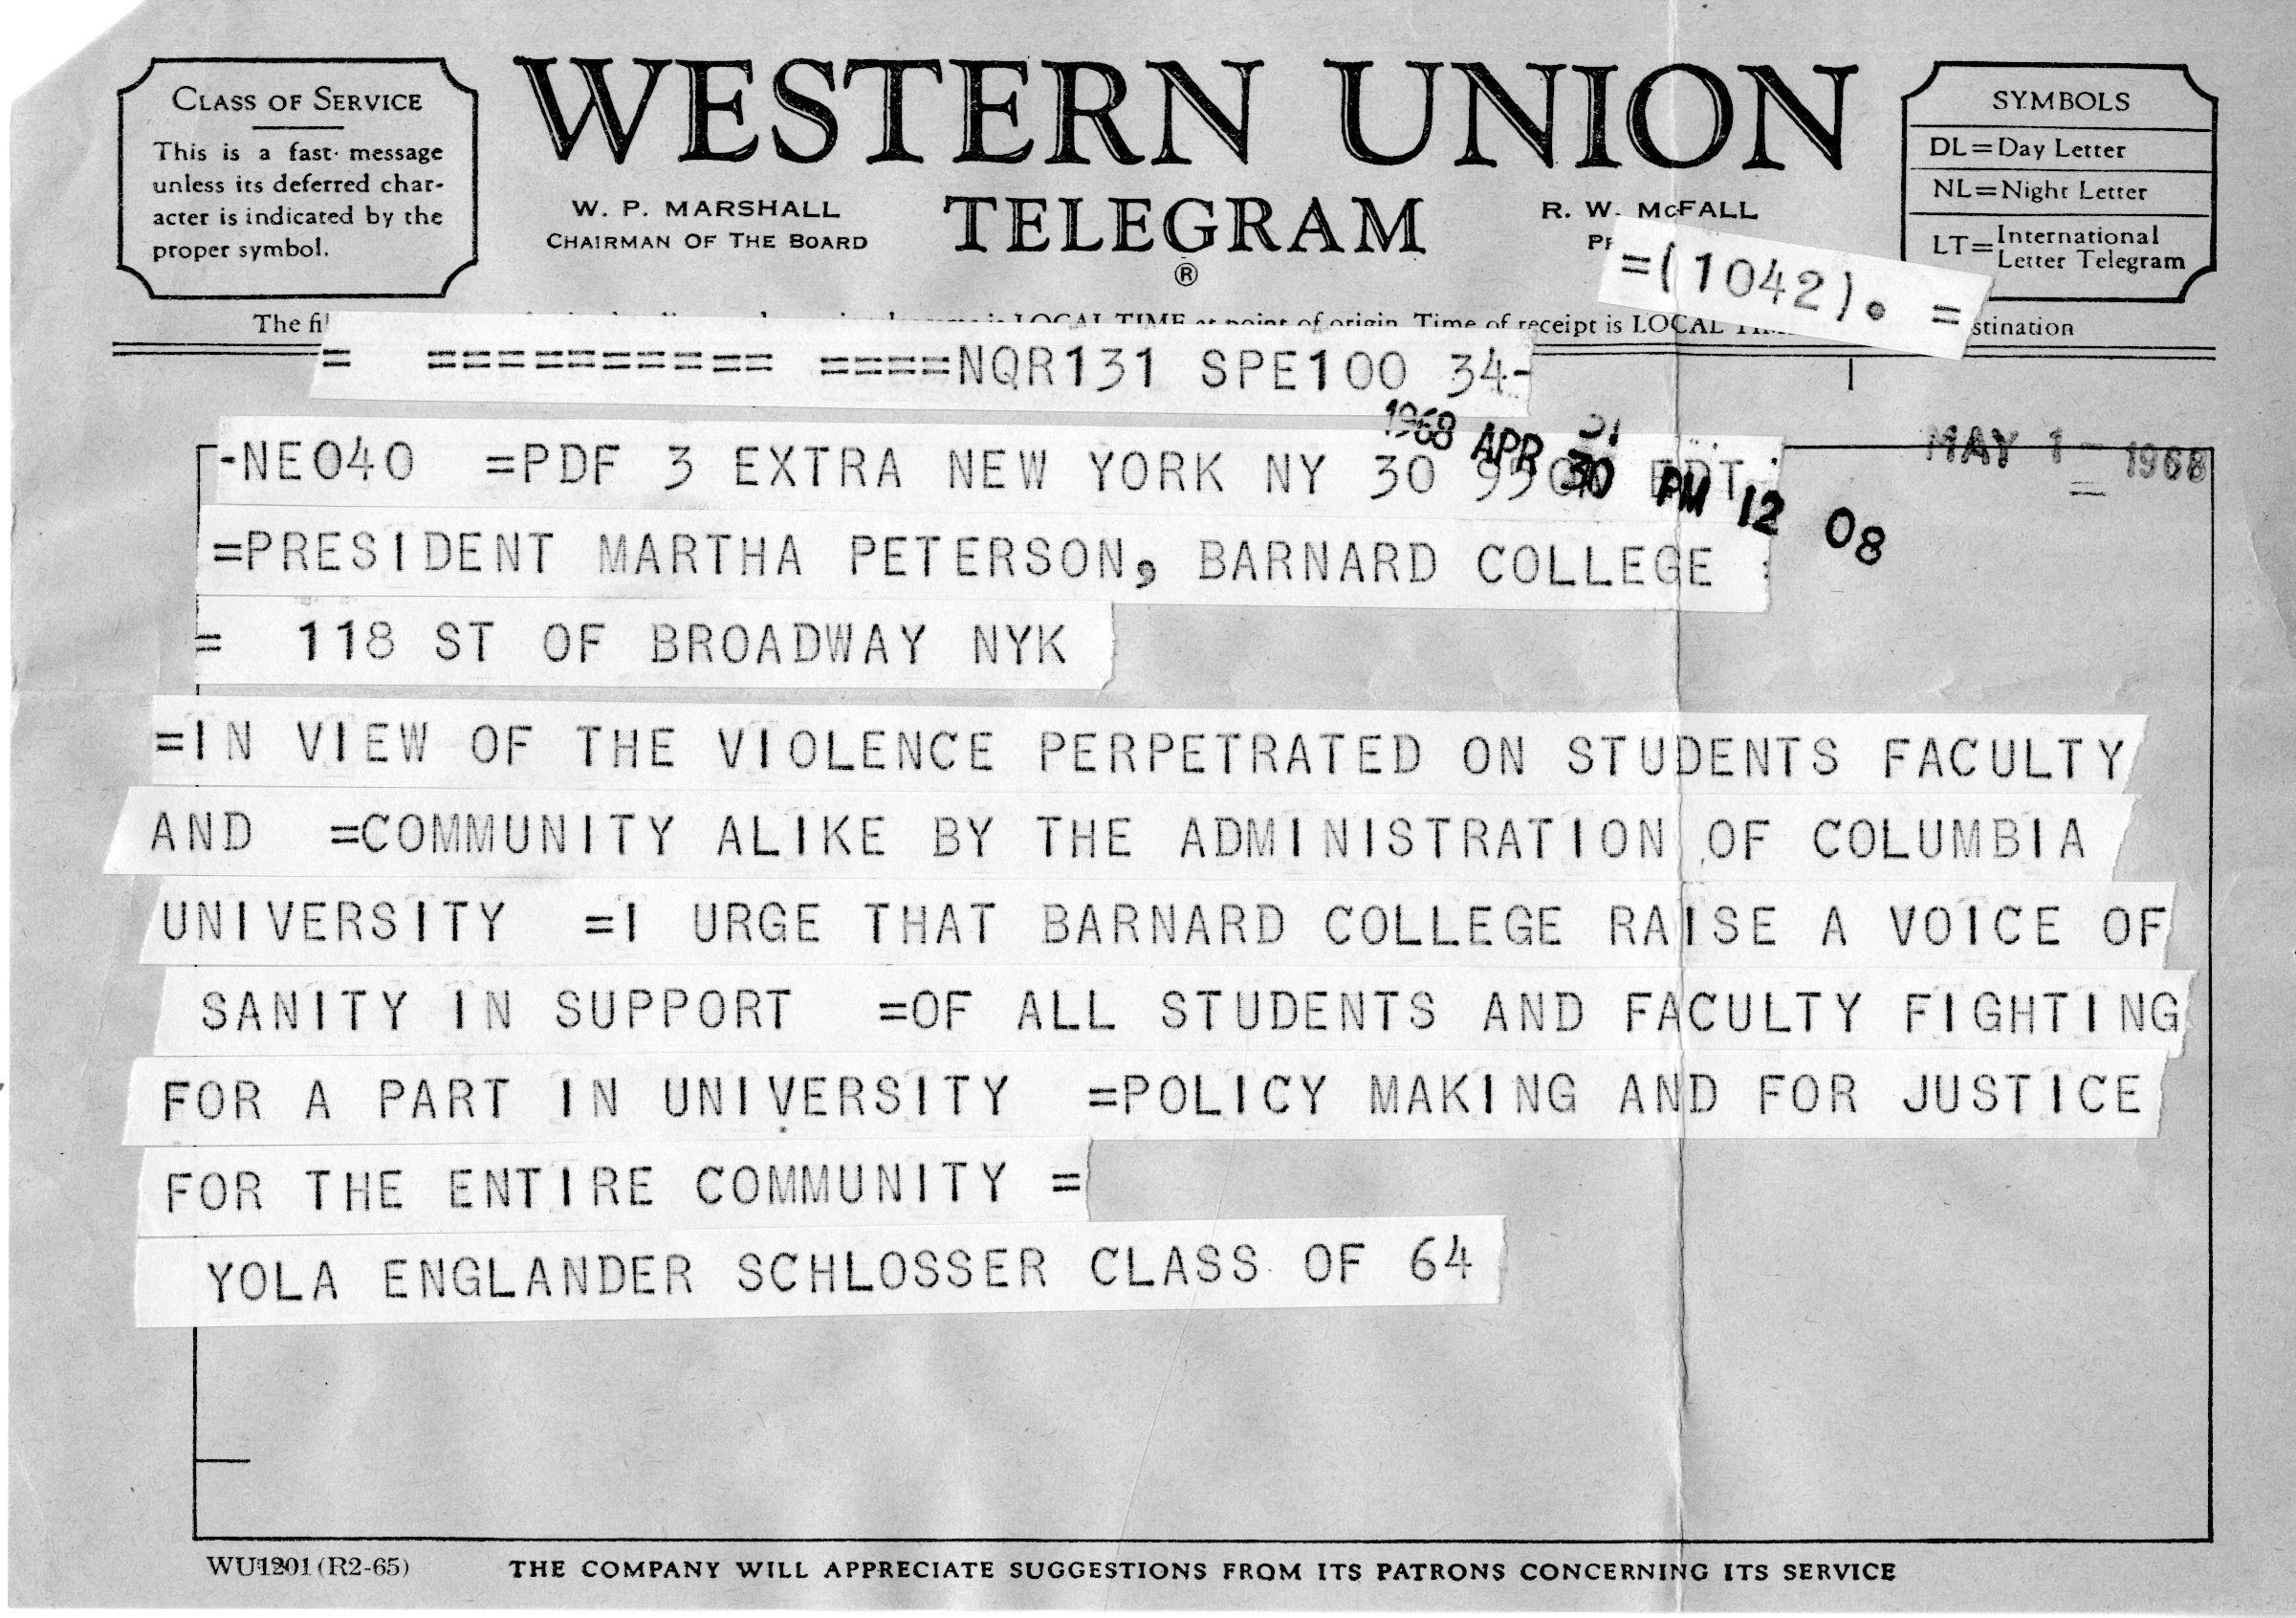 CLASS OF SERVICE
This is a fast message
unless its deferred char-
acter is indicated by the
proper symbol.
WESTERN UNION
TELEGRAM
®
W. P. MARSHALL
CHAIRMAN OF THE BOARD
R. W. McFALL
SYMBOLS
DL=Day Letter
NL=Night Letter
LT=International
Letter Telegram
=(1042). =
The LOCAL TIME at point of origin. Time of receipt is LOCAL
= ========== ====NQR131 SPE100 34-
1968 APR 30 PM 12 08
MAY 1 - 1968
-NE040 =PDF 3 EXTRA NEW YORK NY 30 EDT
=PRESIDENT MARTHA PETERSON, BARNARD COLLEGE
= 118 ST OF BROADWAY NYK
=IN VIEW OF THE VIOLENCE PERPETRATED ON STUDENTS FACULTY
AND =COMMUNITY ALIKE BY THE ADMINISTRATION OF COLUMBIA
UNIVERSITY =I URGE THAT BARNARD COLLEGE RAISE A VOICE OF
SANITY IN SUPPORT =OF ALL STUDENTS AND FACULTY FIGHTING
FOR A PART IN UNIVERSITY =POLICY MAKING AND FOR JUSTICE
FOR THE ENTIRE COMMUNITY =
YOLA ENGLANDER SCHLOSSER CLASS OF 64
WU1201 (R2-65)
THE COMPANY WILL APPRECIATE SUGGESTIONS FROM ITS PATRONS CONCERNING ITS SERVICE